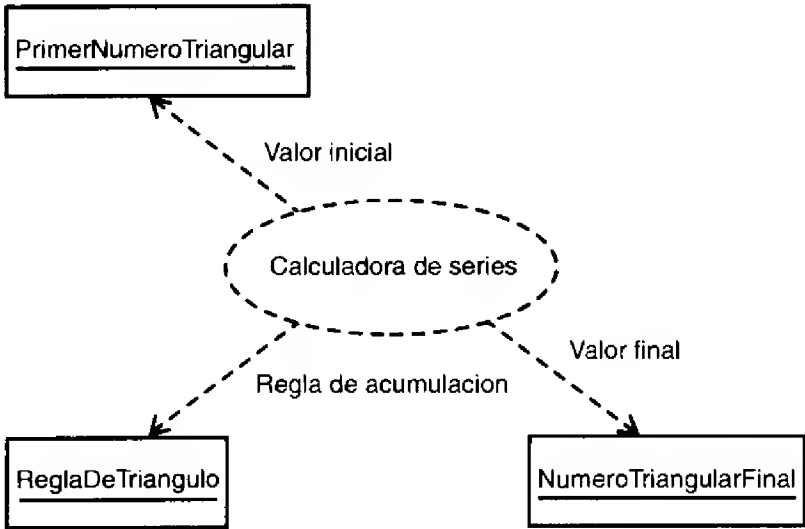 PrimerNumeroTriangular
Valor inicial
Calculadora de series
Valor final
Regla de acumulacion
ReglaDeTriangulo
NumeroTriangularFinal